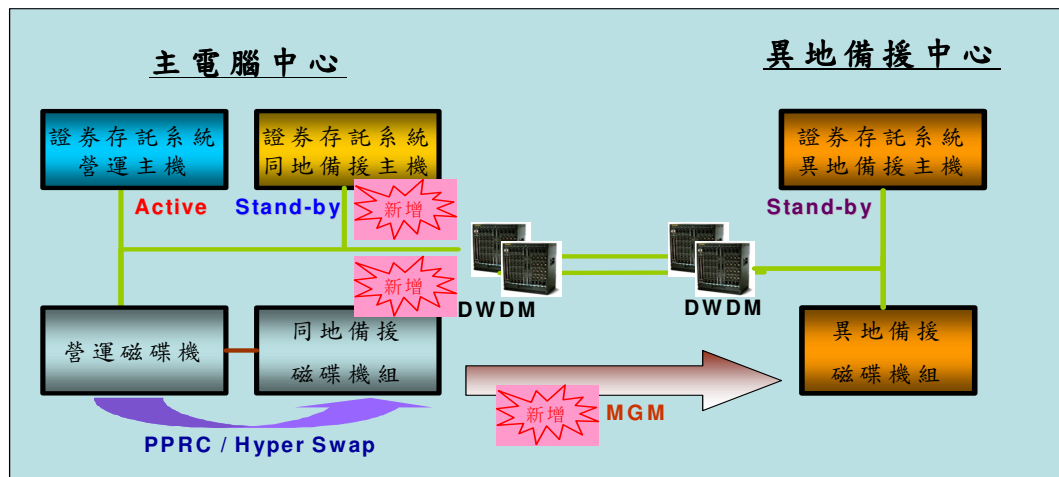 主電腦中心
異地備援中心
證券存託系統
營運主機
證券存託系統
同地備援主機
證券存託系統
異地備援主機
Active
Stand-by
新增
Stand-by
新增
DWDM
DWDM
營運磁碟機
同地備援
磁碟機組
異地備援
磁碟機組
新增
MGM
PPRC / Hyper Swap